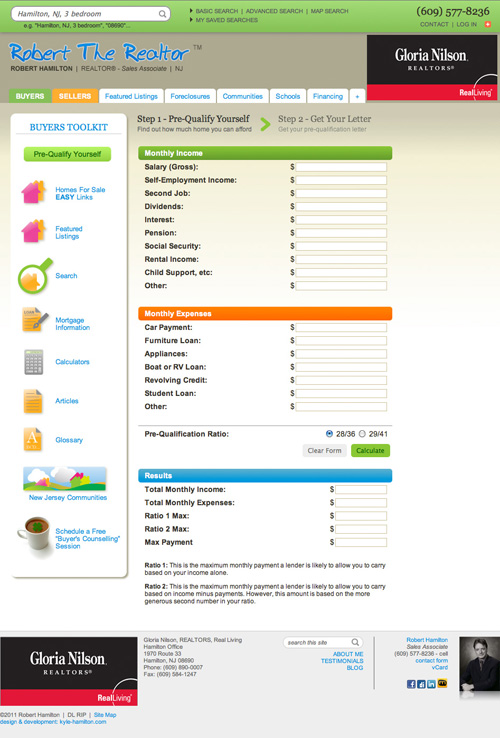 Hamilton, NJ, 3 bedroom
e.g. "Hamilton, NJ, 3 bedroom", "08690"...
BASIC SEARCH | ADVANCED SEARCH | MAP SEARCH
MY SAVED SEARCHES
(609) 577-8236
CONTACT | LOG IN
Robert The Realtor TM
ROBERT HAMILTON | REALTOR® - Sales Associate | NJ
Gloria Nilson®
REALTORS®
RealLiving
BUYERS
SELLERS
Featured Listings
Foreclosures
Communities
Schools
Financing
+
BUYERS TOOLKIT
Pre-Qualify Yourself
Homes For Sale
EASY Links
Featured
Listings
Search
LOAN
Mortgage
Information
Calculators
Articles
A
Glossary
New Jersey Communities
Schedule a Free
"Buyer's Counselling"
Session
Step 1 - Pre-Qualify Yourself
Find out how much home you can afford
Step 2 - Get Your Letter
Get your pre-qualification letter
Monthly Income
Salary (Gross): $
Self-Employment Income: $
Second Job: $
Dividends: $
Interest: $
Pension: $
Social Security: $
Rental Income: $
Child Support, etc: $
Other: $
Monthly Expenses
Car Payment: $
Furniture Loan: $
Appliances: $
Boat or RV Loan: $
Revolving Credit: $
Student Loan: $
Other: $
Pre-Qualification Ratio: 28/36 29/41
Clear Form Calculate
Results
Total Monthly Income: $
Total Monthly Expenses: $
Ratio 1 Max: $
Ratio 2 Max: $
Max Payment $
Ratio 1: This is the maximum monthly payment a lender is likely to allow you to carry
based on your income alone.
Ratio 2: This is the maximum monthly payment a lender is likely to allow you to carry
based on income minus payments. However, this amount is based on the more
generous second number in your ratio.
Gloria Nilson®
REALTORS®
RealLiving
Gloria Nilson, REALTORS, Real Living
Hamilton Office
1970 Route 33
Hamilton, NJ 08690
Phone: (609) 890-0007
Fax: (609) 584-1247
search this site
ABOUT ME
TESTIMONIALS
BLOG
Robert Hamilton
Sales Associate
(609) 577-8236 - cell
contact form
vCard
©2011 Robert Hamilton | DL RIP | Site Map
design & development: kyle-hamilton.com